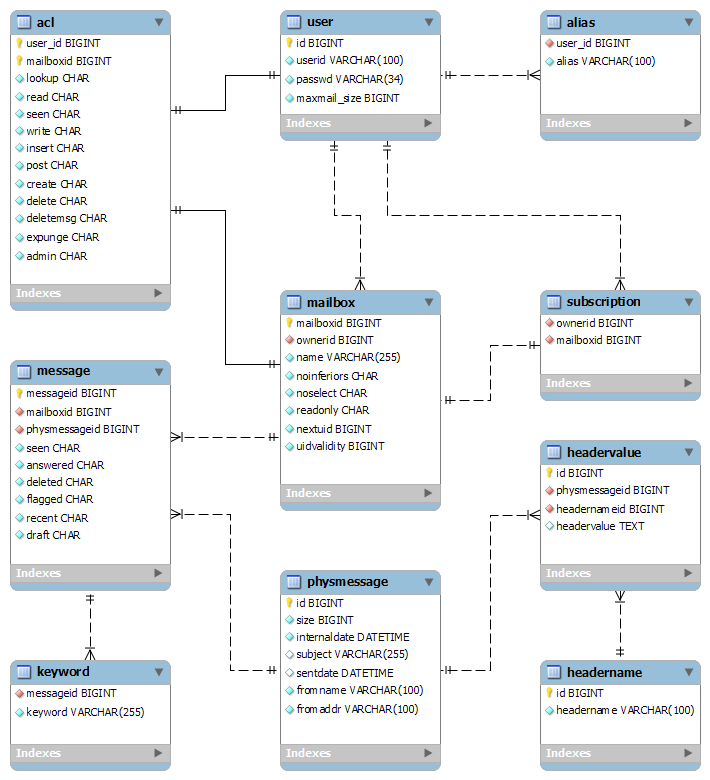 acl
user_id BIGINT
mailboxid BIGINT
lookup CHAR
read CHAR
seen CHAR
write CHAR
insert CHAR
post CHAR
create CHAR
delete CHAR
deletemsg CHAR
expunge CHAR
admin CHAR
Indexes
user
id BIGINT
userid VARCHAR(100)
passwd VARCHAR(34)
maxmail_size BIGINT
Indexes
alias
user_id BIGINT
alias VARCHAR(100)
Indexes
mailbox
mailboxid BIGINT
ownerid BIGINT
name VARCHAR(255)
noinferiors CHAR
noselect CHAR
readonly CHAR
nextuid BIGINT
uidvalidity BIGINT
Indexes
subscription
ownerid BIGINT
mailboxid BIGINT
Indexes
message
messageid BIGINT
mailboxid BIGINT
physmessageid BIGINT
seen CHAR
answered CHAR
deleted CHAR
flagged CHAR
recent CHAR
draft CHAR
Indexes
headervalue
id BIGINT
physmessageid BIGINT
headernameid BIGINT
headervalue TEXT
Indexes
physmessage
id BIGINT
size BIGINT
internaldate DATETIME
subject VARCHAR(255)
sentdate DATETIME
fromname VARCHAR(100)
fromaddr VARCHAR(100)
Indexes
keyword
messageid BIGINT
keyword VARCHAR(255)
Indexes
headername
id BIGINT
headername VARCHAR(100)
Indexes